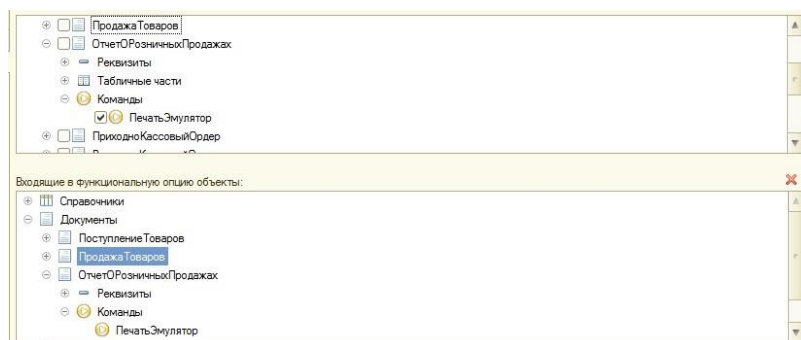 ПродажаТоваров
ОтчетОРозничныхПродажах
Реквизиты
Табличные части
Команды
ПечатьЭмулятор
ПриходноКассовыйОрдер
Входящие в функциональную опцию объекты:
Справочники
Документы
ПоступлениеТоваров
ПродажаТоваров
ОтчетОРозничныхПродажах
Реквизиты
Команды
ПечатьЭмулятор